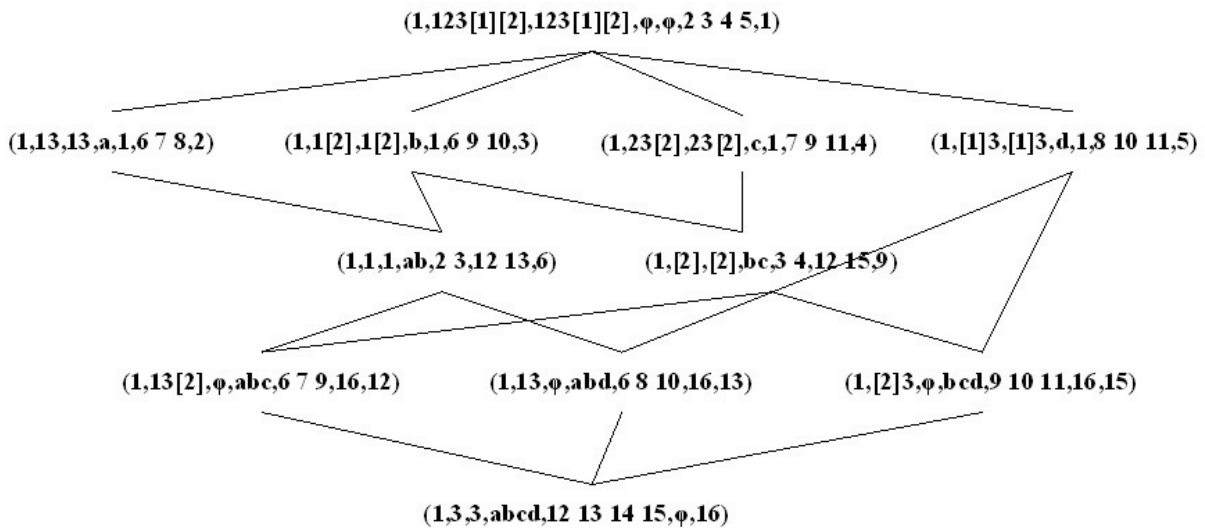 (1,123[1][2],123[1][2],φ,φ,2 3 4 5,1)
(1,13,13,a,1,6 7 8,2) (1,1[2],1[2],b,1,6 9 10,3) (1,23[2],23[2],c,1,7 9 11,4) (1,[1]3,[1]3,d,1,8 10 11,5)
(1,1,1,ab,2 3,12 13,6) (1,[2],[2],bc,3 4,12 15,9)
(1,13[2],φ,abc,6 7 9,16,12) (1,13,φ,abd,6 8 10,16,13) (1,[2]3,φ,bcd,9 10 11,16,15)
(1,3,3,abcd,12 13 14 15,φ,16)